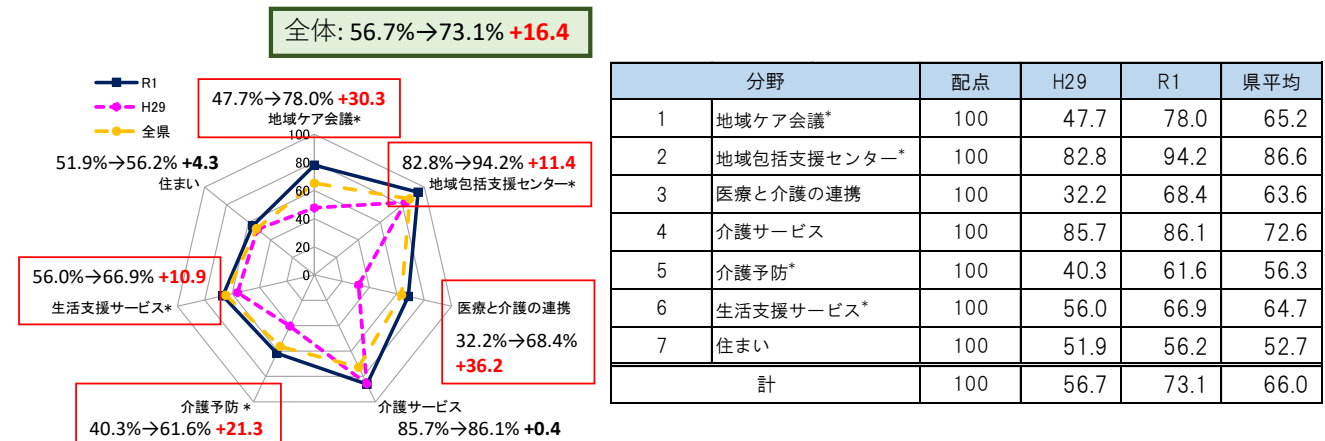 全体: 56.7%→73.1% +16.4
R1
H29
全県
47.7%→78.0% +30.3
地域ケア会議*
100
80
60
40
20
0
82.8%→94.2% +11.4
地域包括支援センター*
医療と介護の連携
32.2%→68.4%
+36.2
介護サービス
85.7%→86.1% +0.4
介護予防 *
40.3%→61.6% +21.3
56.0%→66.9% +10.9
生活支援サービス*
51.9%→56.2% +4.3
住まい
分野 配点 H29 R1 県平均
1 地域ケア会議* 100 47.7 78.0 65.2
2 地域包括支援センター* 100 82.8 94.2 86.6
3 医療と介護の連携 100 32.2 68.4 63.6
4 介護サービス 100 85.7 86.1 72.6
5 介護予防* 100 40.3 61.6 56.3
6 生活支援サービス* 100 56.0 66.9 64.7
7 住まい 100 51.9 56.2 52.7
計 100 56.7 73.1 66.0